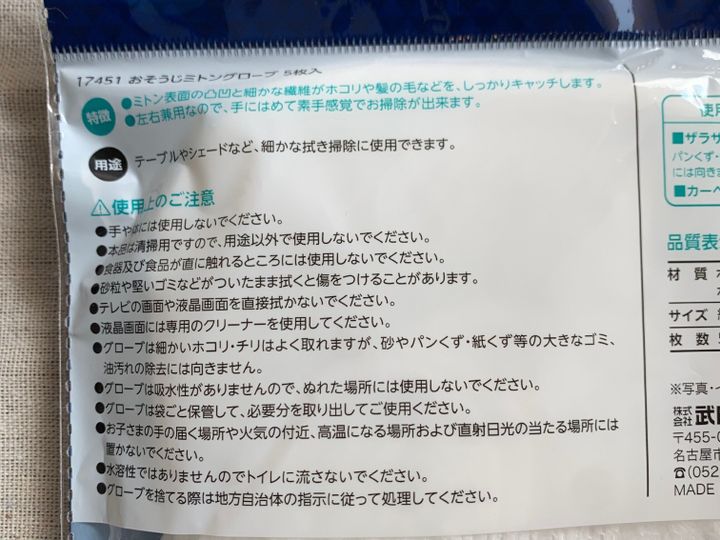 17451 おそうじミトングローブ 5枚入
特徴
●ミトン表面の凸凹と細かな繊維がホコリや髪の毛などを、しっかりキャッチします。
●左右兼用なので、手にはめて素手感覚でお掃除が出来ます。
用途
テーブルやシェードなど、細かな拭き掃除に使用できます。
⚠使用上のご注意
●手や体には使用しないでください。
●本品は清掃用ですので、用途以外で使用しないでください。
●食器及び食品が直に触れるところには使用しないでください。
●砂粒や堅いゴミなどがついたまま拭くと傷をつけることがあります。
●テレビの画面や液晶画面を直接拭かないでください。
●液晶画面には専用のクリーナーを使用してください。
●グローブは細かいホコリ・チリはよく取れますが、砂やパンくず・紙くず等の大きなゴミ、
油汚れの除去には向きません。
●グローブは吸水性がありませんので、ぬれた場所には使用しないでください。
●グローブは袋ごと保管して、必要分を取り出してご使用ください。
●お子さまの手の届く場所や火気の付近、高温になる場所および直射日光の当たる場所には
置かないでください。
●水溶性ではありませんのでトイレに流さないでください。
●グローブを捨てる際は地方自治体の指示に従って処理してください。
使用
■ザラザラ
パンくず・
には向きま
■カーペ
品質表
材 質
サイズ
枚 数
※写真・
株式会社 武田
〒455-0
名古屋市
☎(052
MADE